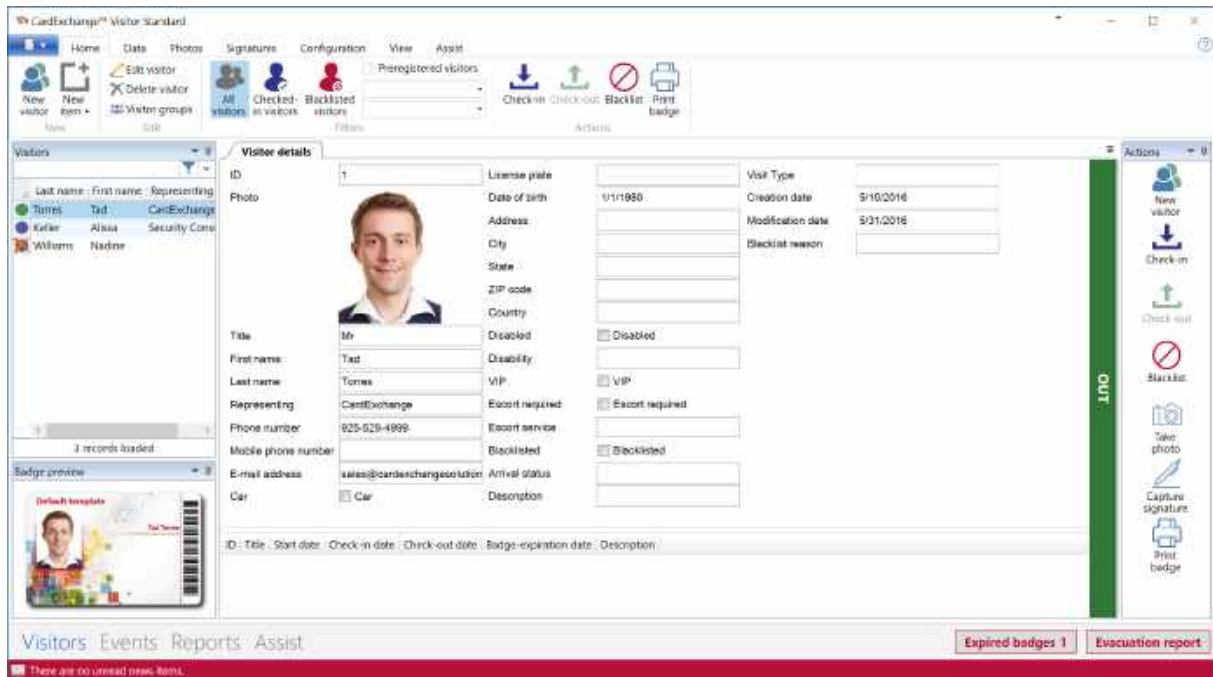 CardExchange™ Visitor Standard
Home Data Photos Signatures Configuration View Assist
New visitor
New item
Edit visitor
Delete visitor
Visitor groups
All visitors
Checked-in visitors
Blacklisted visitors
Preregistered visitors
Check-in
Check-out
Blacklist
Print badge
New
Edit
Filters
Actions
Visitors
Last name First name Representing
Torres Tad CardExchange
Keller Alissa Security Cons
Williams Nadine
3 records loaded
Badge preview
Default template
Tad Torres
Visitor details
ID 1
Photo
Title Mr
First name Tad
Last name Torres
Representing CardExchange
Phone number 925-529-4999
Mobile phone number
E-mail address sales@cardexchangesolution
Car Car
License plate
Date of birth 1/1/1980
Address
City
State
ZIP code
Country
Disabled Disabled
Disability
VIP VIP
Escort required Escort required
Escort service
Blacklisted Blacklisted
Arrival status
Description
Visit Type
Creation date 5/10/2016
Modification date 5/31/2016
Blacklist reason
ID Title Start date Check-in date Check-out date Badge-expiration date Description
OUT
Actions
New visitor
Check-in
Check-out
Blacklist
Take photo
Capture signature
Print badge
Visitors Events Reports Assist
Expired badges 1
Evacuation report
There are no unread news items.